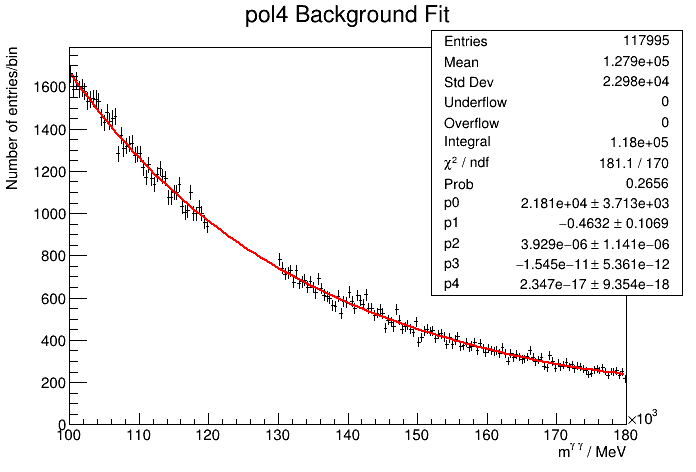 pol4 Background Fit
Entries 117995
Mean 1.279e+05
Std Dev 2.298e+04
Underflow 0
Overflow 0
Integral 1.18e+05
χ² / ndf 181.1 / 170
Prob 0.2656
p0 2.181e+04 ± 3.713e+03
p1 −0.4632 ± 0.1069
p2 3.929e−06 ± 1.141e−06
p3 −1.545e−11 ± 5.361e−12
p4 2.347e−17 ± 9.354e−18
Number of entries/bin
1600
1400
1200
1000
800
600
400
200
0
100 110 120 130 140 150 160 170 180
×10³
m^γγ / MeV